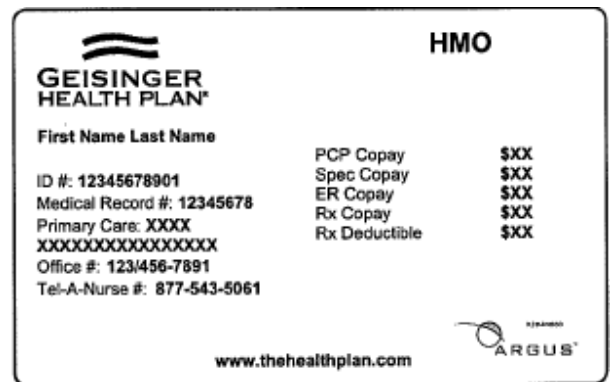 HMO
GEISINGER
HEALTH PLAN®
First Name Last Name
ID #: 12345678901
Medical Record #: 12345678
Primary Care: XXXX
XXXXXXXXXXXXXXXX
Office #: 123/456-7891
Tel-A-Nurse #: 877-543-5061
PCP Copay $XX
Spec Copay $XX
ER Copay $XX
Rx Copay $XX
Rx Deductible $XX
ARGUS
www.thehealthplan.com